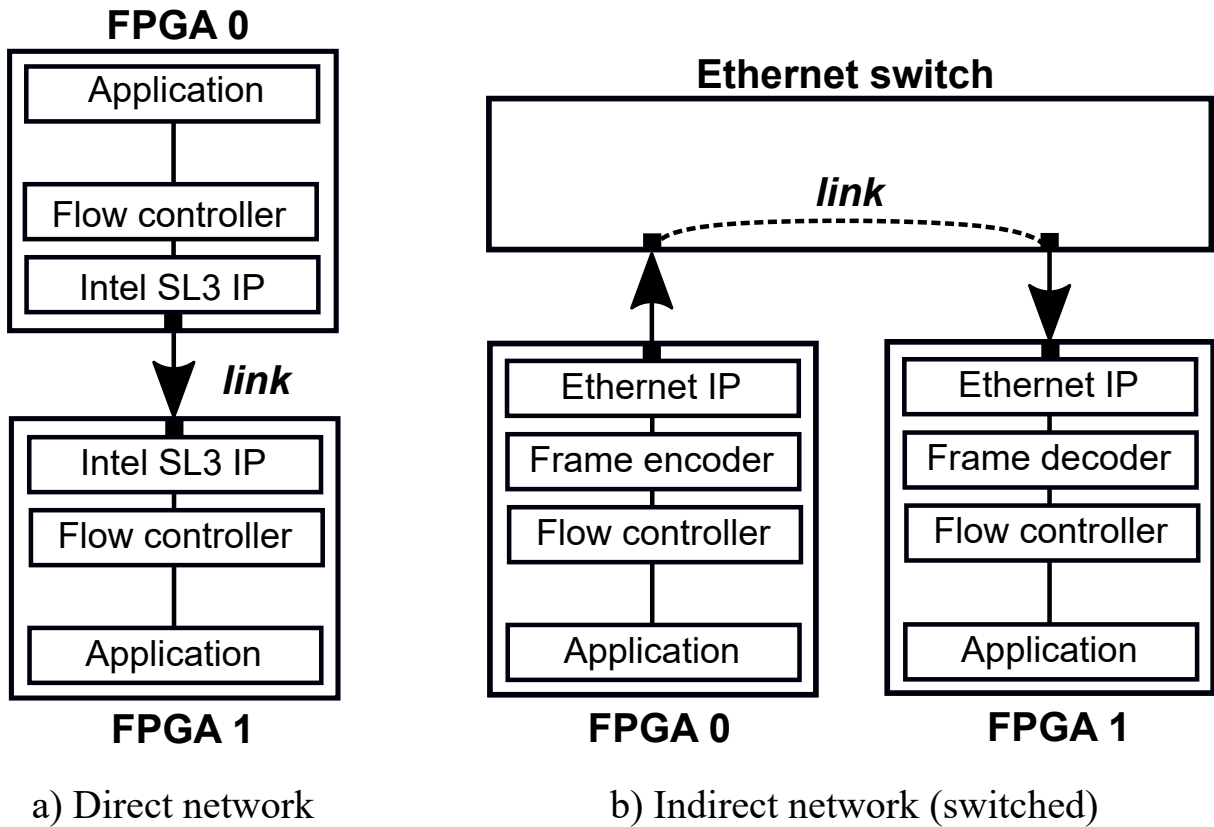 FPGA 0
Application
Flow controller
Intel SL3 IP
link
Intel SL3 IP
Flow controller
Application
FPGA 1
a) Direct network
Ethernet switch
link
Ethernet IP
Frame encoder
Flow controller
Application
FPGA 0
Ethernet IP
Frame decoder
Flow controller
Application
FPGA 1
b) Indirect network (switched)